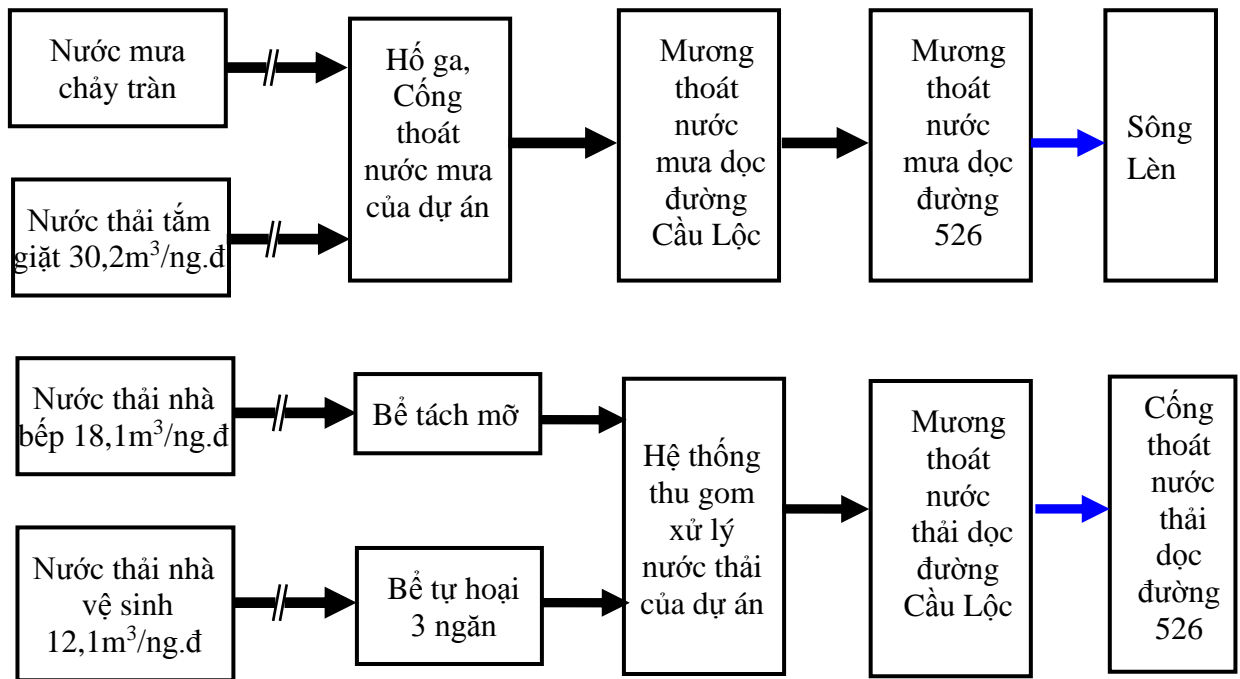 Nước mưa
chảy tràn
Nước thải tắm
giặt 30,2m³/ng.đ
Hố ga,
Cống
thoát
nước mưa
của dự án
Mương
thoát
nước
mưa dọc
đường
Cầu Lộc
Mương
thoát
nước
mưa dọc
đường
526
Sông
Lèn
Nước thải nhà
bếp 18,1m³/ng.đ
Bể tách mỡ
Nước thải nhà
vệ sinh
12,1m³/ng.đ
Bể tự hoại
3 ngăn
Hệ thống
thu gom
xử lý
nước thải
của dự án
Mương
thoát
nước
thải dọc
đường
Cầu Lộc
Cống
thoát
nước
thải
dọc
đường
526